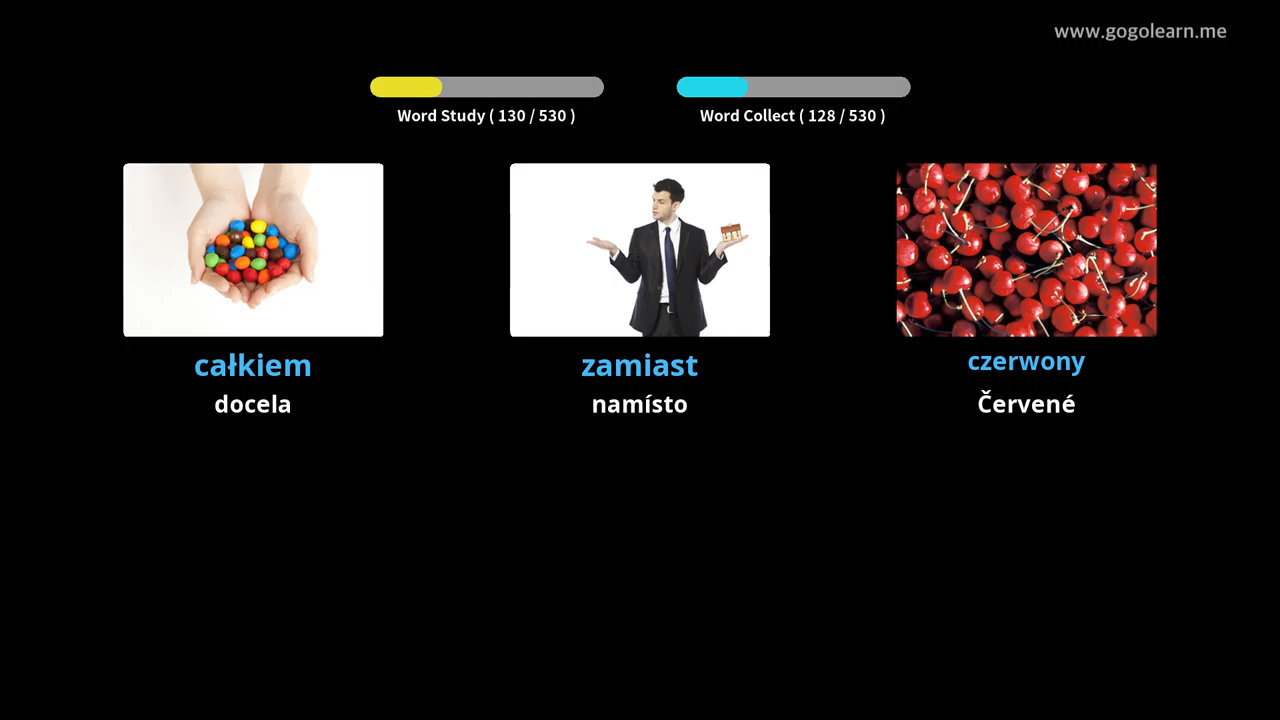 www.gogolearn.me
Word Study ( 130 / 530 )
Word Collect ( 128 / 530 )
całkiem
docela
zamiast
namísto
czerwony
Červené